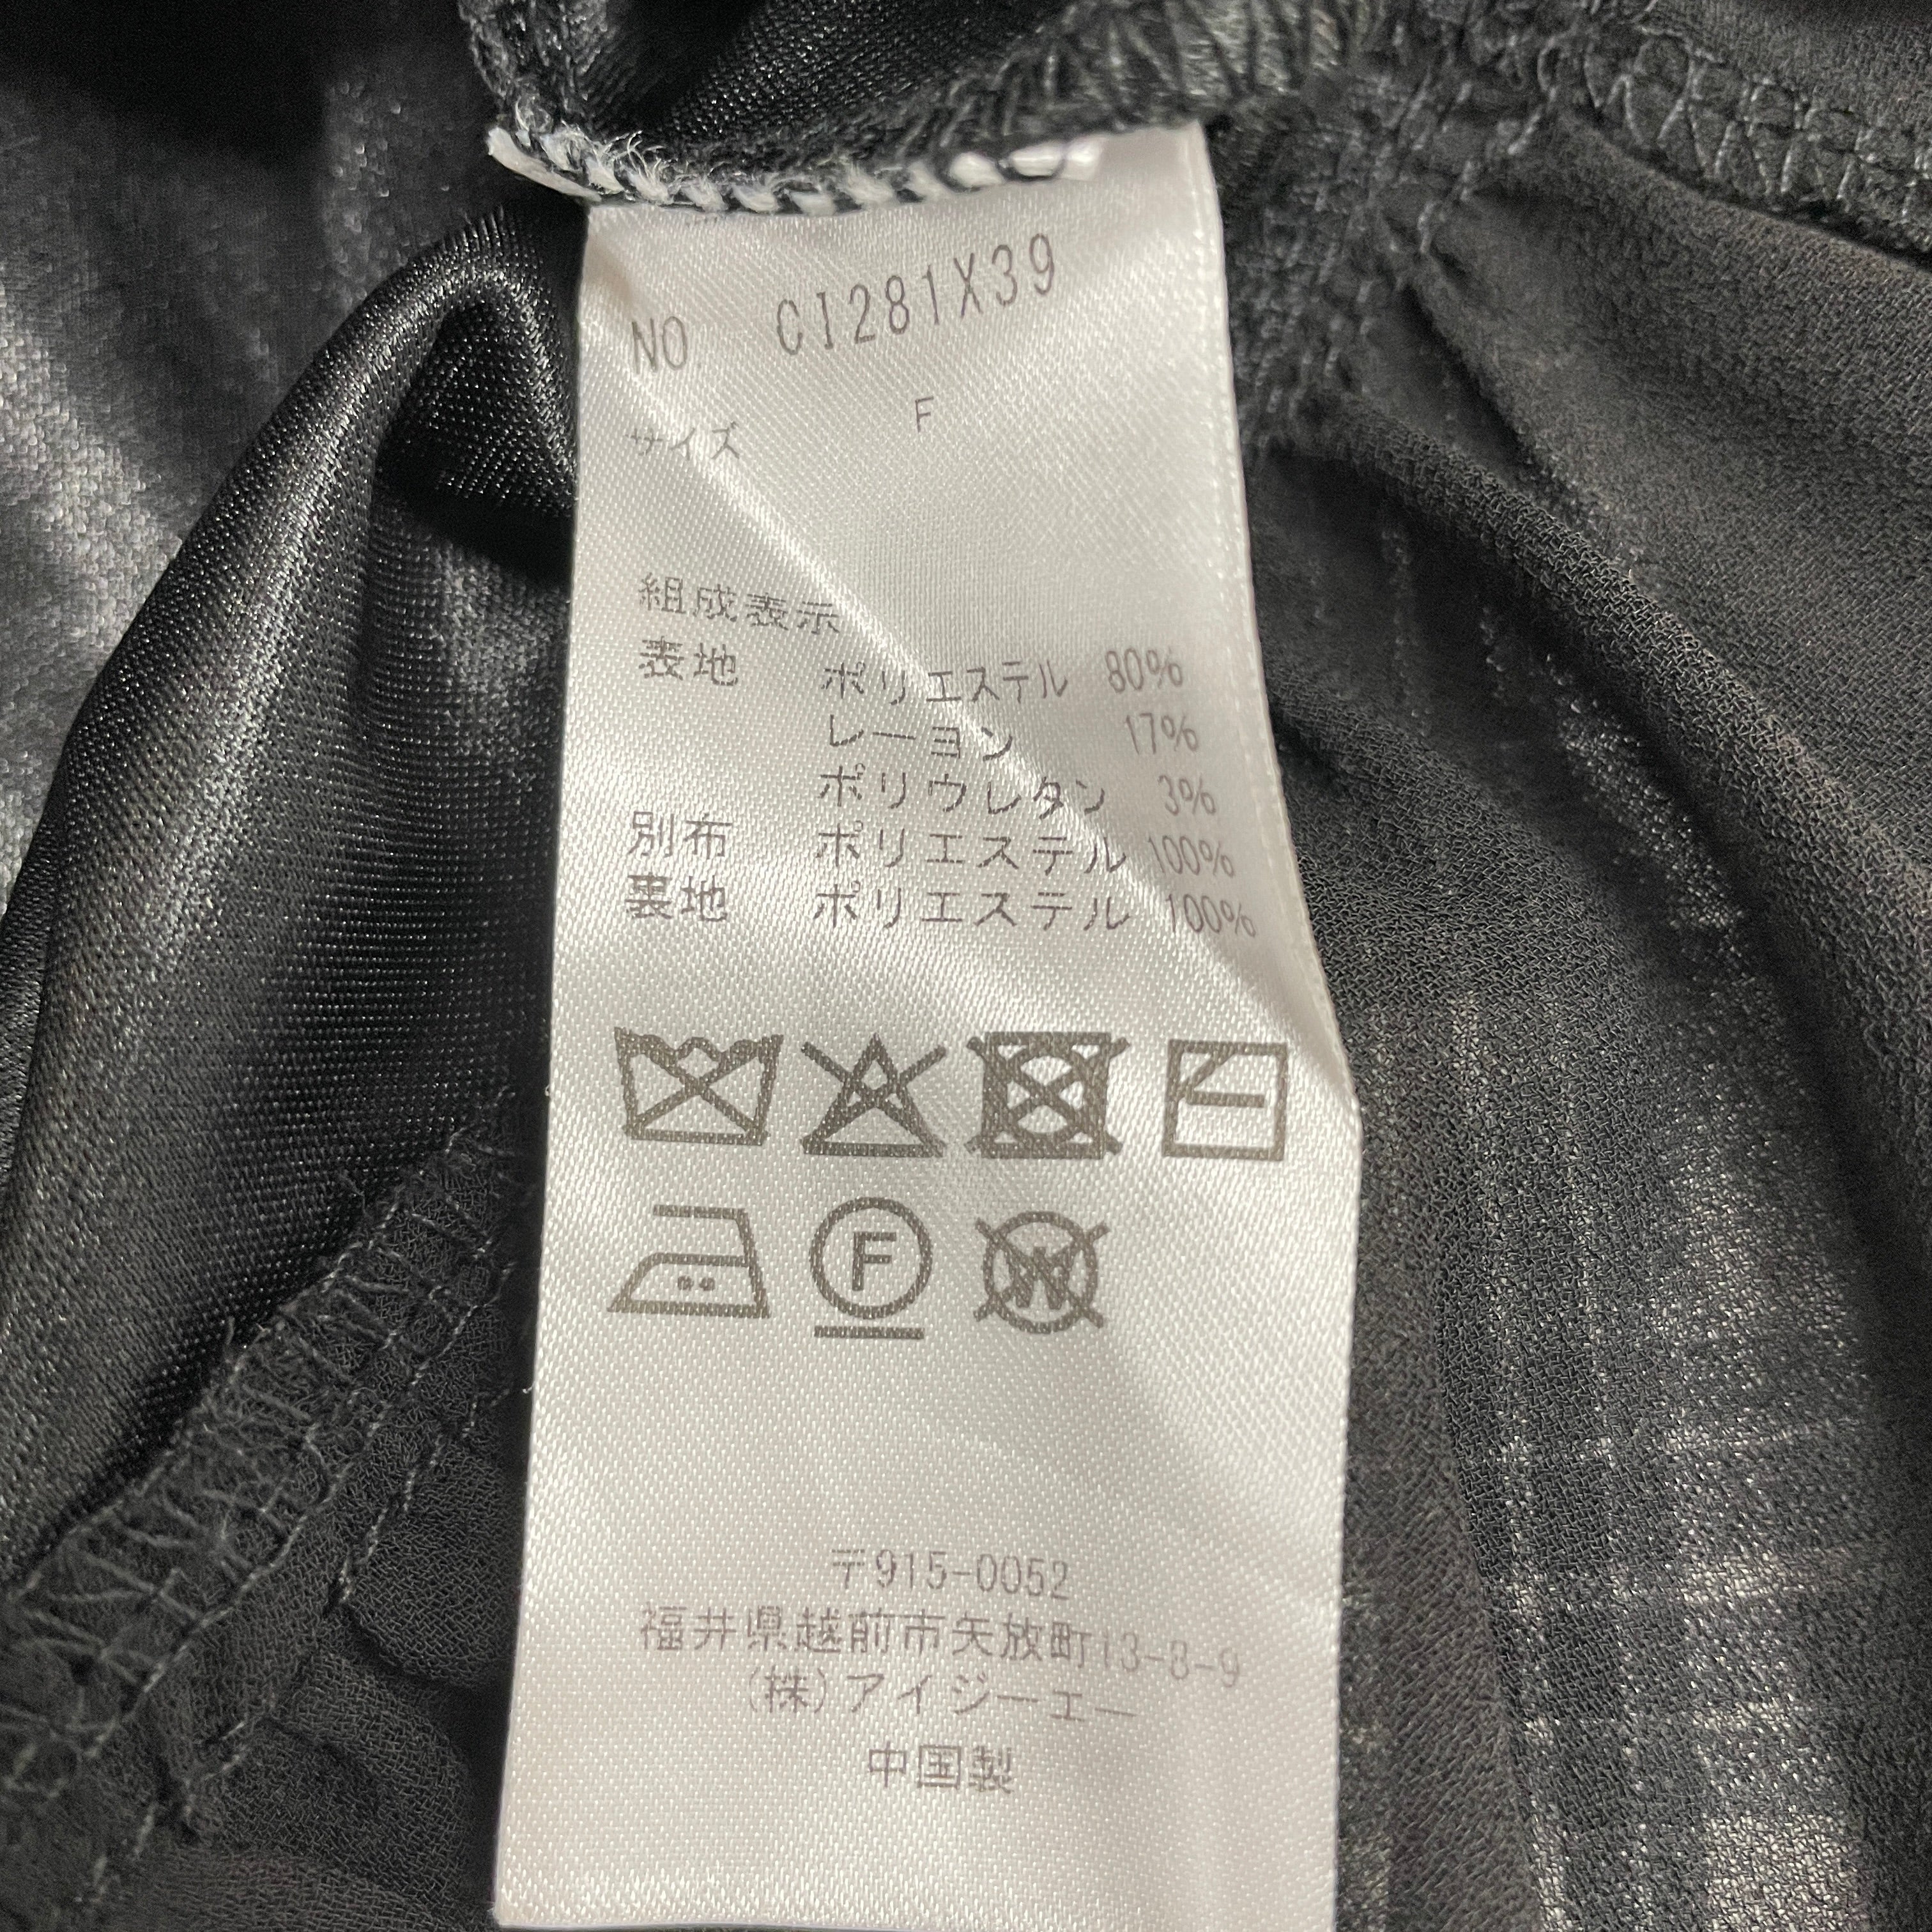 NO CI281X39
サイズ F
組成表示
表地 ポリエステル 80%
レーヨン 17%
ポリウレタン 3%
別布 ポリエステル 100%
裏地 ポリエステル 100%
F
W
〒915-0052
福井県越前市矢放町13-8-9
(株)アイジーエー
中国製